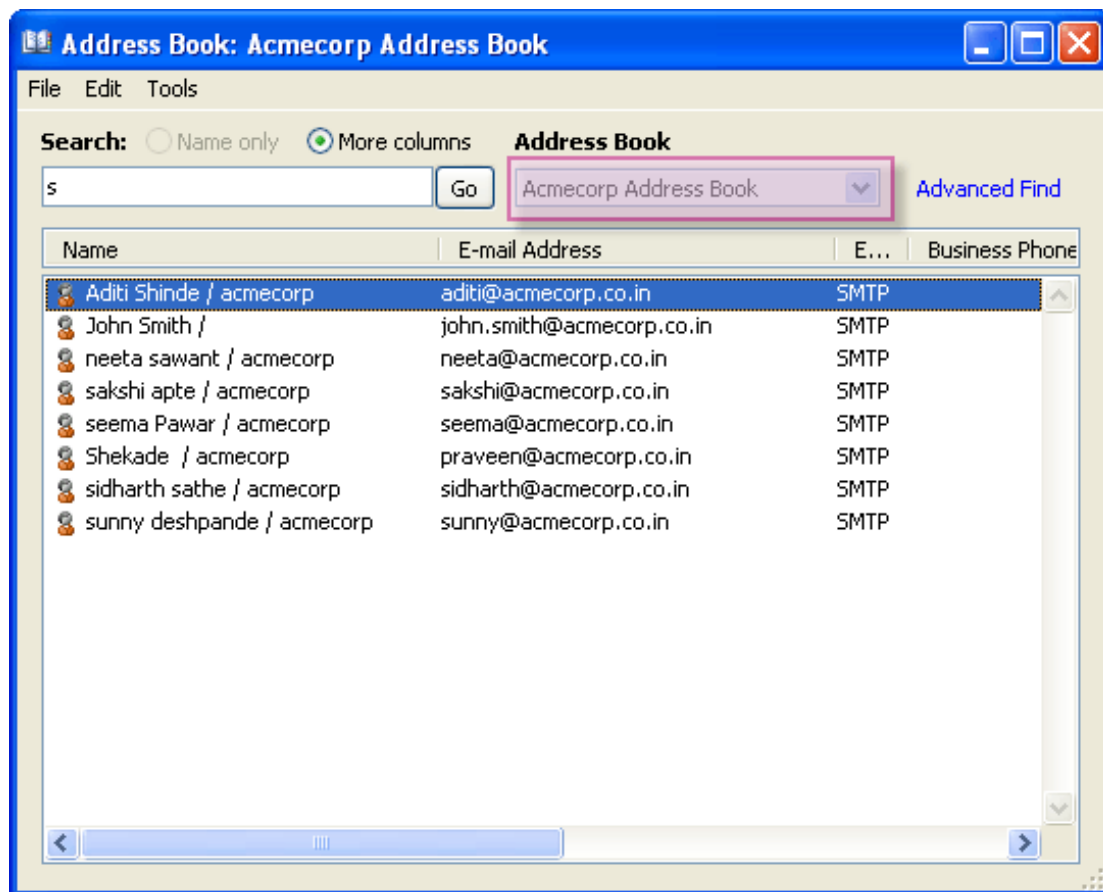 Address Book: Acmecorp Address Book
File Edit Tools
Search: Name only More columns Address Book
s Go Acmecorp Address Book Advanced Find
Name E-mail Address E... Business Phone
Aditi Shinde / acmecorp aditi@acmecorp.co.in SMTP
John Smith / john.smith@acmecorp.co.in SMTP
neeta sawant / acmecorp neeta@acmecorp.co.in SMTP
sakshi apte / acmecorp sakshi@acmecorp.co.in SMTP
seema Pawar / acmecorp seema@acmecorp.co.in SMTP
Shekade / acmecorp praveen@acmecorp.co.in SMTP
sidharth sathe / acmecorp sidharth@acmecorp.co.in SMTP
sunny deshpande / acmecorp sunny@acmecorp.co.in SMTP